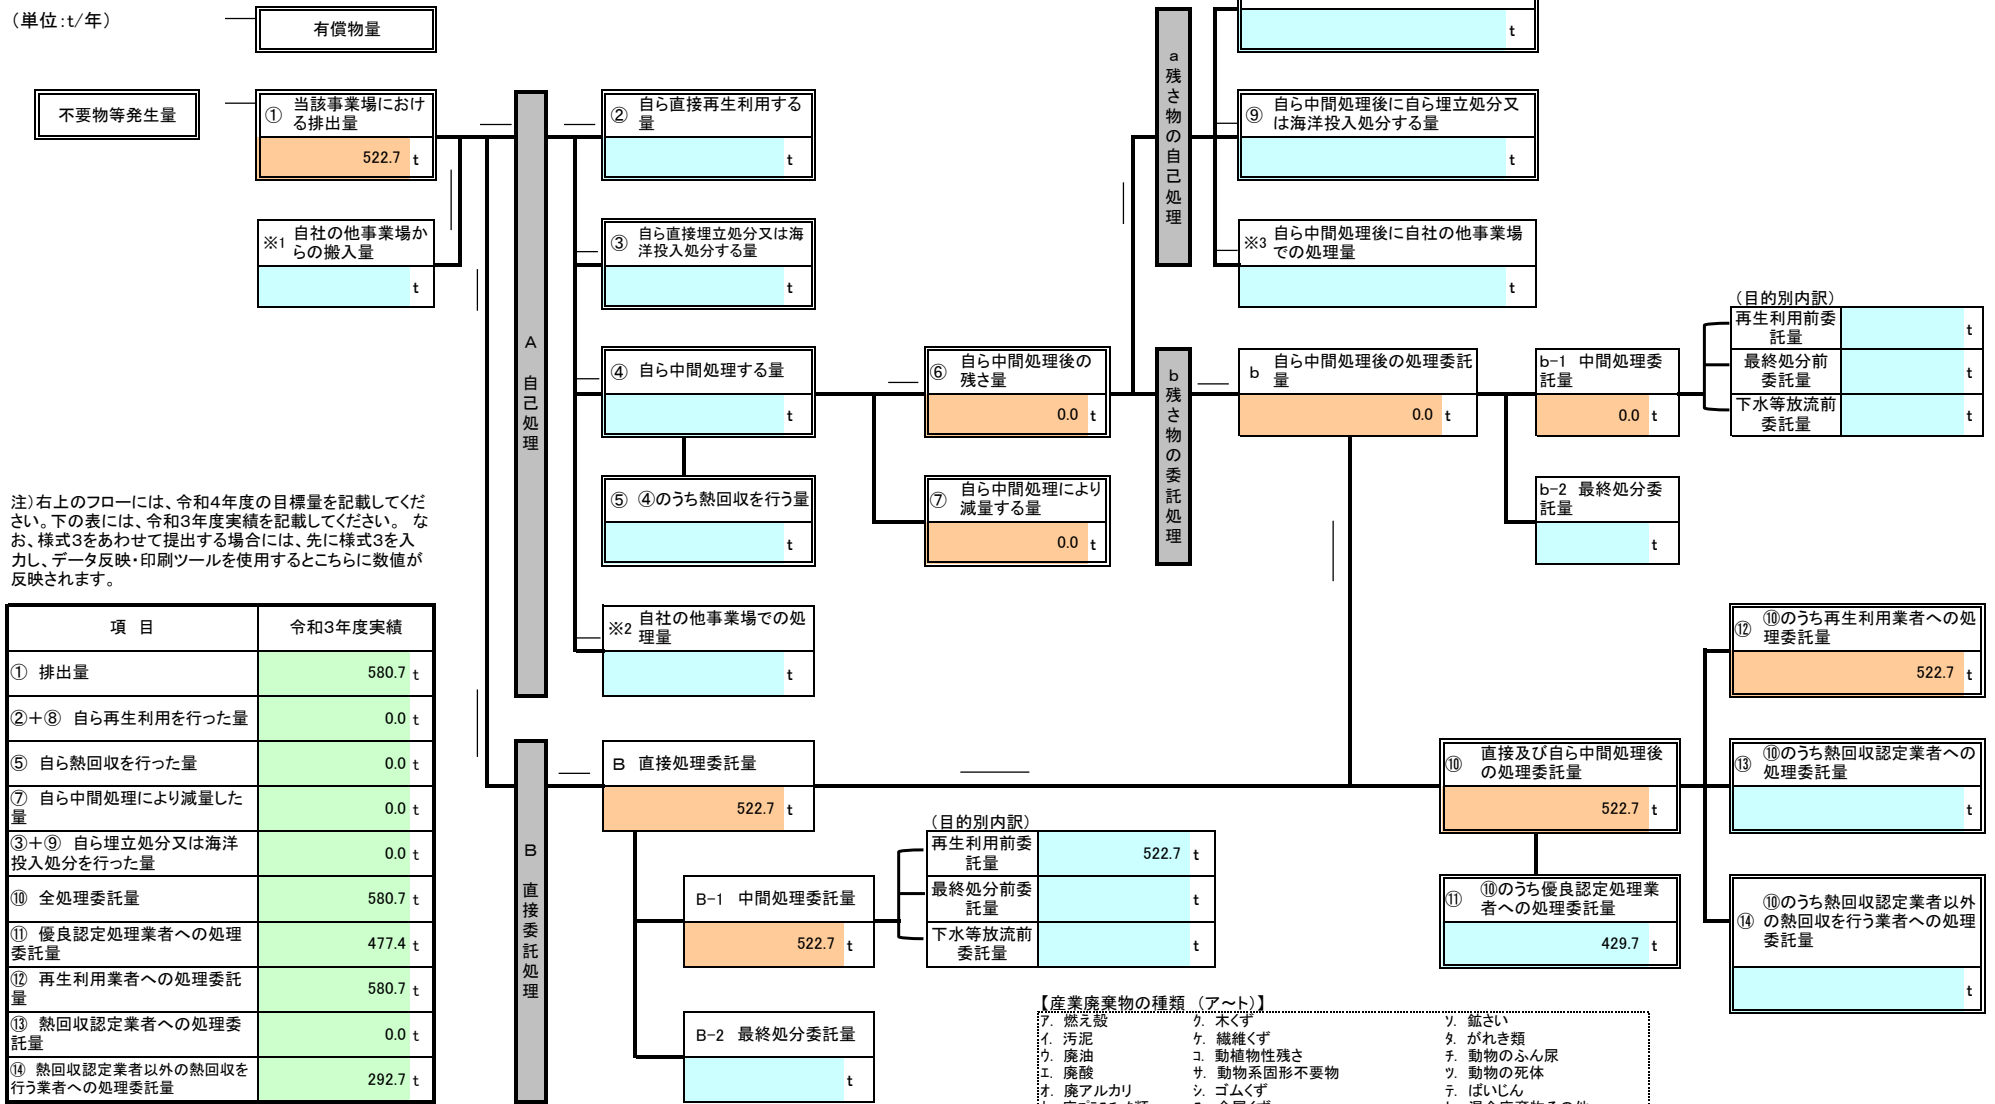 （単位：t/年）
有償物量
t
不要物等発生量
① 当該事業場におけ
る排出量
522.7 t
※1 自社の他事業場か
らの搬入量
t
A 自己処理
② 自ら直接再生利用する
量
t
③ 自ら直接埋立処分又は海
洋投入処分する量
t
④ 自ら中間処理する量
t
⑤ ④のうち熱回収を行う量
t
※2 自社の他事業場での処
理量
t
⑥ 自ら中間処理後の
残さ量
0.0 t
⑦ 自ら中間処理により
減量する量
0.0 t
a 残さ物の自己処理
⑨ 自ら中間処理後に自ら埋立処分又
は海洋投入処分する量
t
※3 自ら中間処理後に自社の他事業場
での処理量
t
b 残さ物の委託処理
b 自ら中間処理後の処理委託
量
0.0 t
b-1 中間処理委
託量
0.0 t
b-2 最終処分委
託量
t
（目的別内訳）
再生利用前委
託量
t
最終処分前
委託量
t
下水等放流前
委託量
t
注）右上のフローには、令和４年度の目標量を記載してくだ
さい。下の表には、令和３年度実績を記載してください。 な
お、様式３をあわせて提出する場合には、先に様式３を入
力し、データ反映・印刷ツールを使用するとこちらに数値が
反映されます。
項 目 令和３年度実績
① 排出量 580.7 t
②＋⑧ 自ら再生利用を行った量 0.0 t
⑤ 自ら熱回収を行った量 0.0 t
⑦ 自ら中間処理により減量した
量 0.0 t
③＋⑨ 自ら埋立処分又は海洋
投入処分を行った量 0.0 t
⑩ 全処理委託量 580.7 t
⑪ 優良認定処理業者への処理
委託量 477.4 t
⑫ 再生利用業者への処理委託
量 580.7 t
⑬ 熱回収認定業者への処理委
託量 0.0 t
⑭ 熱回収認定業者以外の熱回収を
行う業者への処理委託量 292.7 t
B 直接委託処理
B 直接処理委託量
522.7 t
B-1 中間処理委託量
522.7 t
B-2 最終処分委託量
t
（目的別内訳）
再生利用前委
託量
522.7 t
最終処分前委
託量
t
下水等放流前
委託量
t
⑩ 直接及び自ら中間処理後
の処理委託量
522.7 t
⑪ ⑩のうち優良認定処理業
者への処理委託量
429.7 t
⑫ ⑩のうち再生利用業者への処
理委託量
522.7 t
⑬ ⑩のうち熱回収認定業者への
処理委託量
t
⑭ ⑩のうち熱回収認定業者以外
の熱回収を行う業者への処理
委託量
t
【産業廃棄物の種類 （ア～ト）】
ｱ. 燃え殻 ｸ. 木くず ｿ. 鉱さい
ｲ. 汚泥 ｹ. 繊維くず ﾀ. がれき類
ｳ. 廃油 ｺ. 動植物性残さ ﾁ. 動物のふん尿
ｴ. 廃酸 ｻ. 動物系固形不要物 ﾂ. 動物の死体
ｵ. 廃アルカリ ｼ. ゴムくず ﾃ. ばいじん